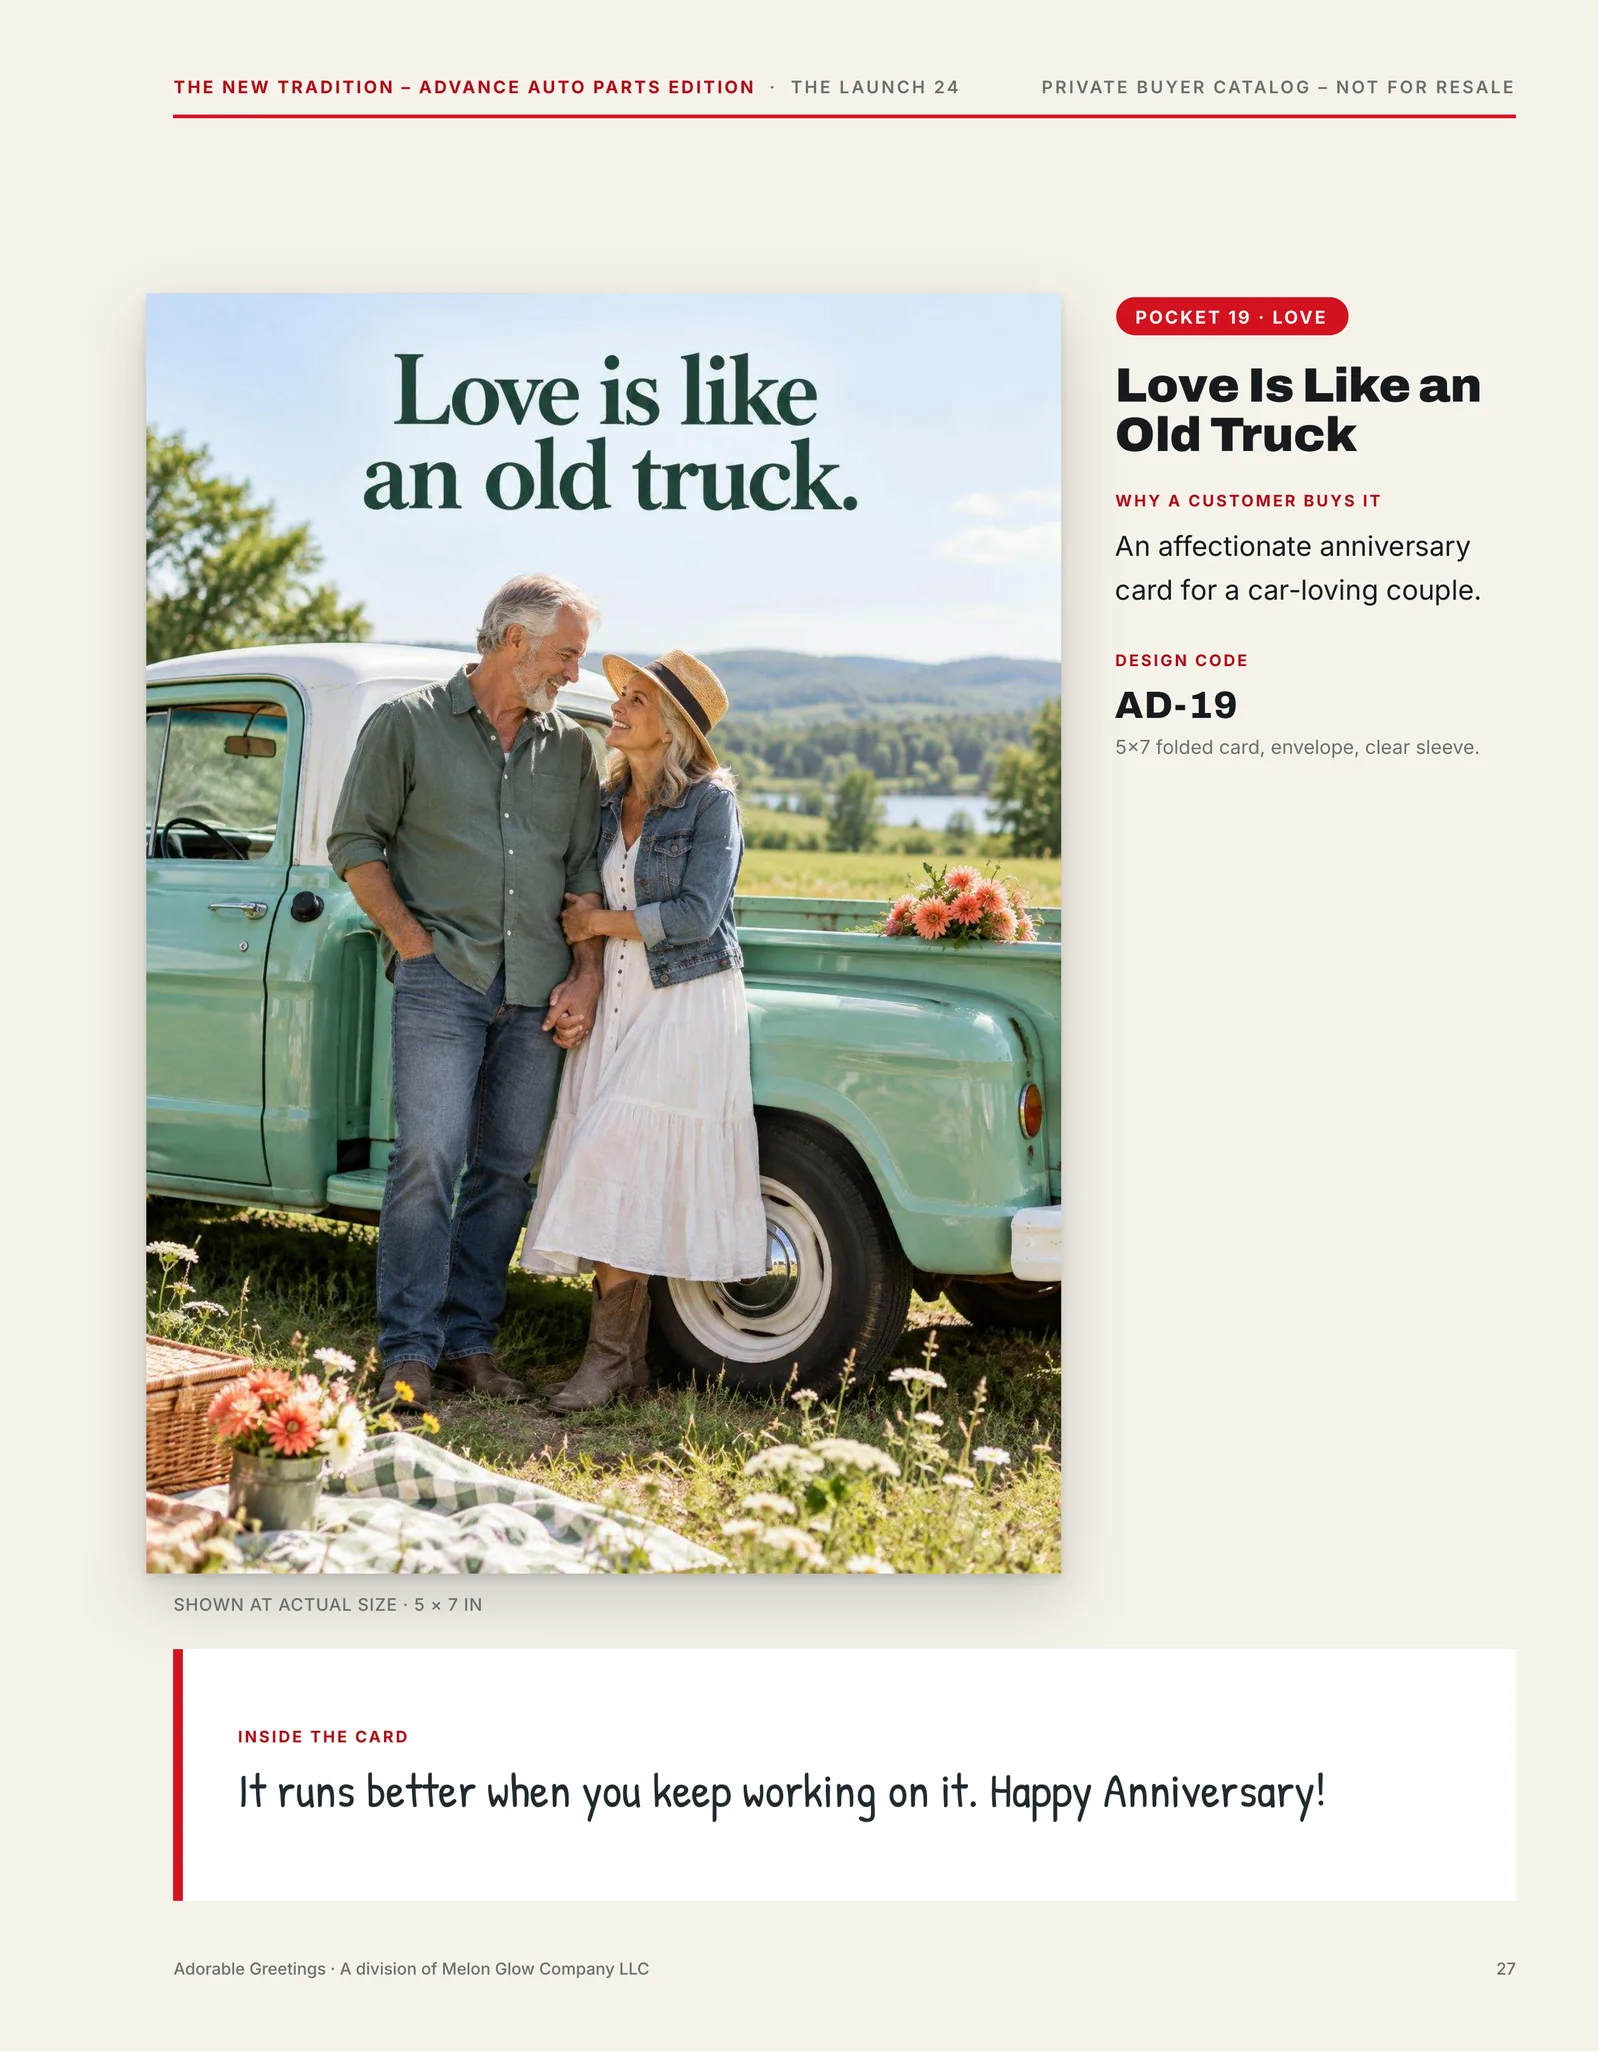 THE NEW TRADITION – ADVANCE AUTO PARTS EDITION · THE LAUNCH 24
PRIVATE BUYER CATALOG – NOT FOR RESALE
Love is like
an old truck.
POCKET 19 · LOVE
Love Is Like an
Old Truck
WHY A CUSTOMER BUYS IT
An affectionate anniversary
card for a car-loving couple.
DESIGN CODE
AD-19
5×7 folded card, envelope, clear sleeve.
SHOWN AT ACTUAL SIZE · 5 × 7 IN
INSIDE THE CARD
It runs better when you keep working on it. Happy Anniversary!
Adorable Greetings · A division of Melon Glow Company LLC
27